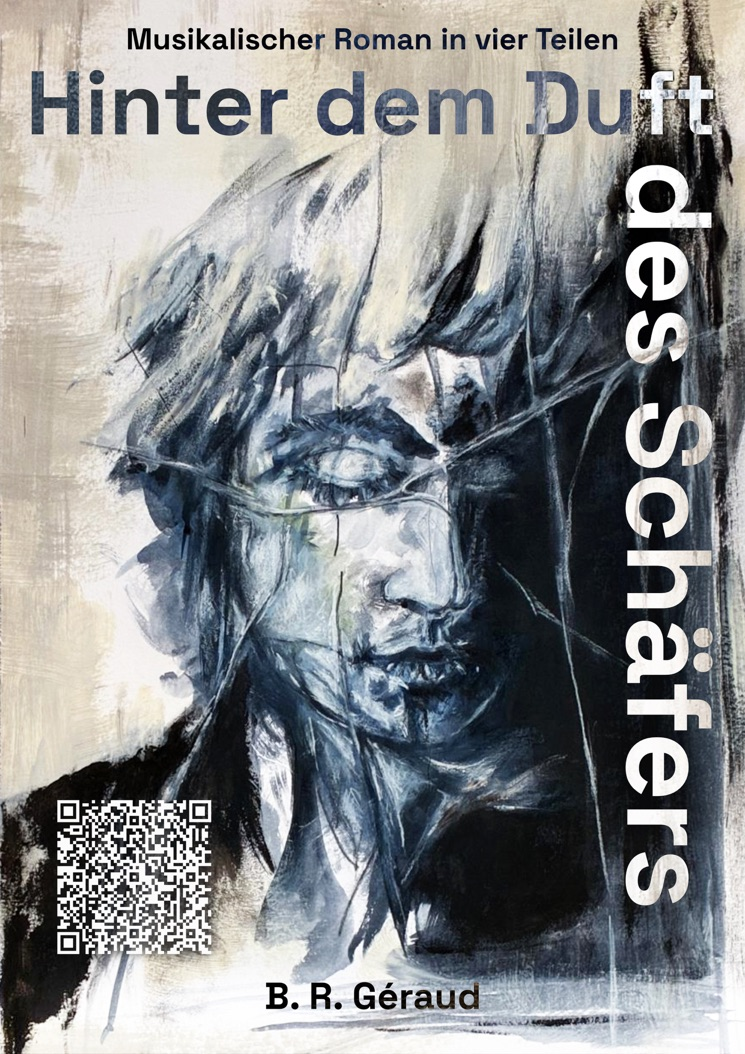 Musikalischer Roman in vier Teilen
Hinter dem Duft
des Schäfers
B. R. Géraud